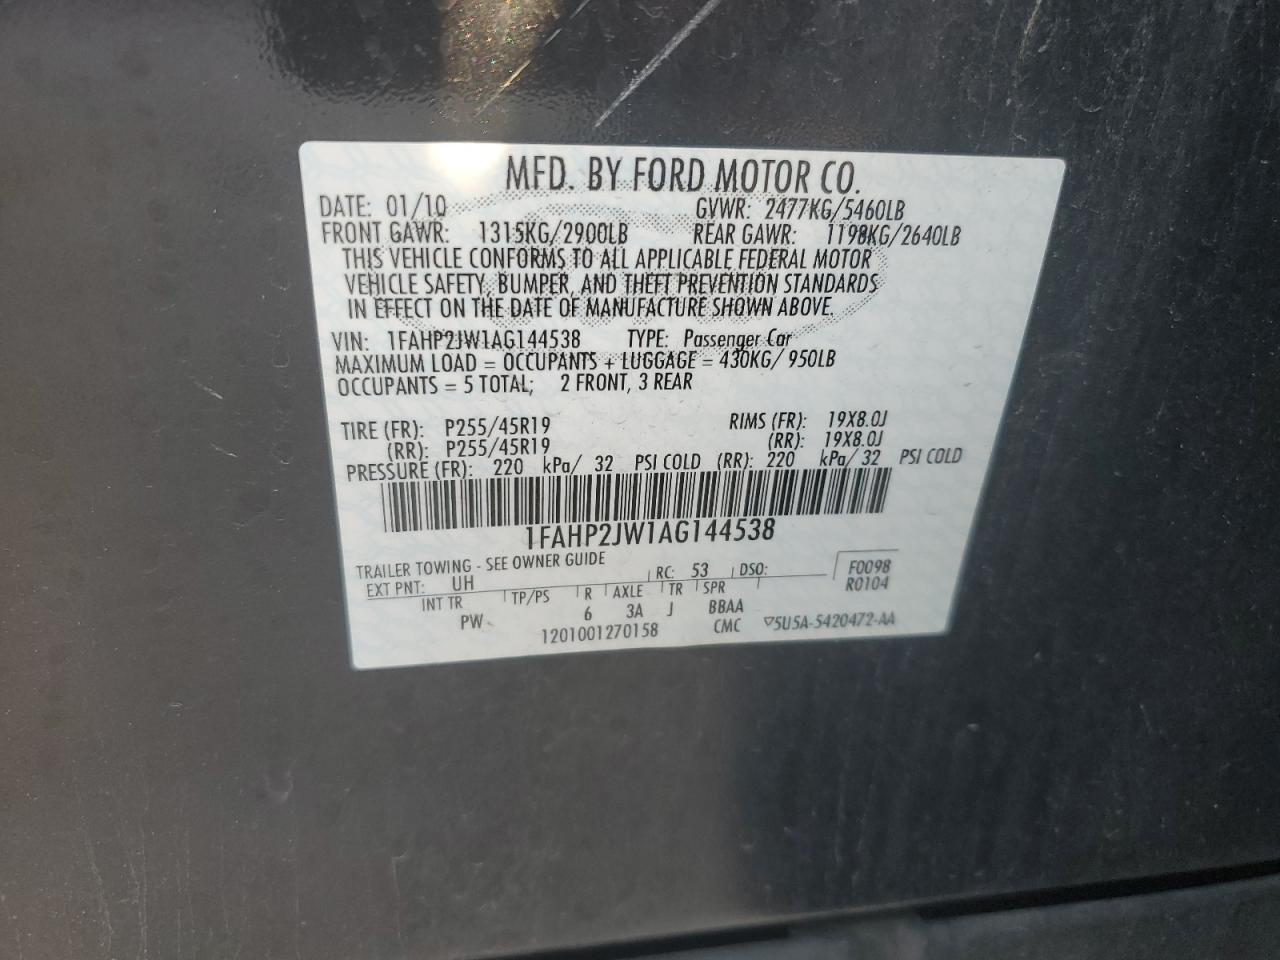 MFD. BY FORD MOTOR CO.
DATE: 01/10 GVWR: 2477KG/5460LB
FRONT GAWR: 1315KG/2900LB REAR GAWR: 1198KG/2640LB
THIS VEHICLE CONFORMS TO ALL APPLICABLE FEDERAL MOTOR
VEHICLE SAFETY, BUMPER, AND THEFT PREVENTION STANDARDS
IN EFFECT ON THE DATE OF MANUFACTURE SHOWN ABOVE.
VIN: 1FAHP2JW1AG144538 TYPE: Passenger Car
MAXIMUM LOAD = OCCUPANTS + LUGGAGE = 430KG/ 950LB
OCCUPANTS = 5 TOTAL; 2 FRONT, 3 REAR
TIRE (FR): P255/45R19 RIMS (FR): 19X8.0J
(RR): P255/45R19 (RR): 19X8.0J
PRESSURE (FR): 220 kPa/ 32 PSI COLD (RR): 220 kPa/ 32 PSI COLD
1FAHP2JW1AG144538
TRAILER TOWING - SEE OWNER GUIDE
EXT PNT: UH RC: 53 DSO: F0098
R0104
INT TR TP/PS R AXLE TR SPR
PW 6 3A J BBAA
1201001270158 CMC ▽5U5A-5420472-AA